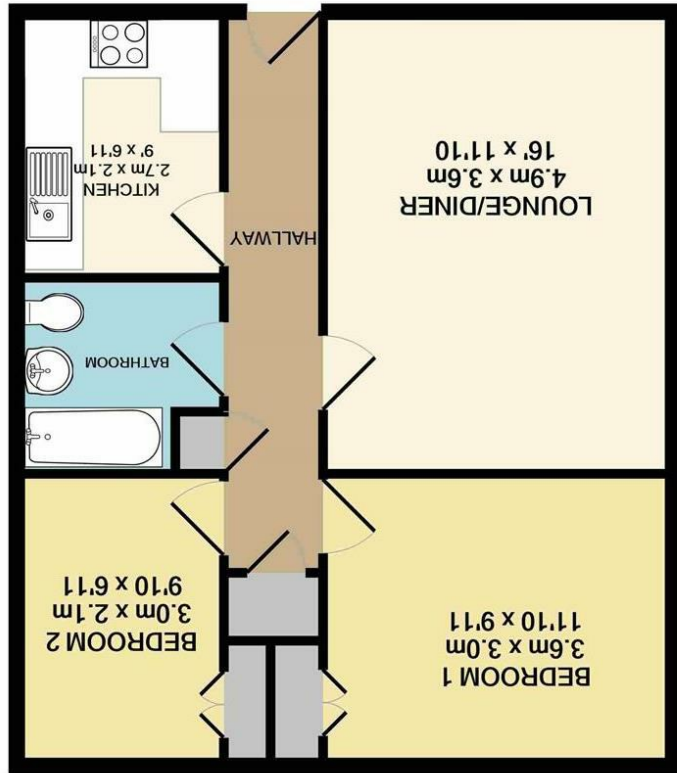 BEDROOM 1
3.6m x 3.0m
11'10 x 9'11
BEDROOM 2
3.0m x 2.1m
9'10 x 6'11
BATHROOM
HALLWAY
LOUNGE/DINER
4.9m x 3.6m
16' x 11'10
KITCHEN
2.7m x 2.1m
9' x 6'11